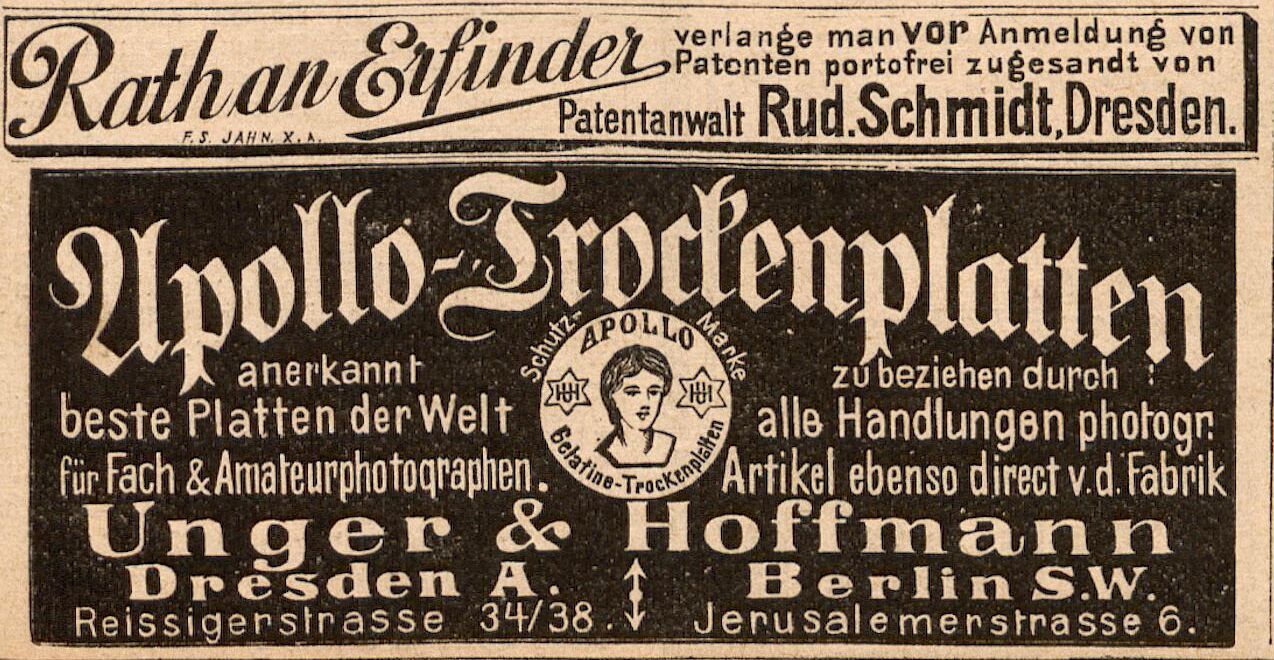 Rath an Erfinder verlange man vor Anmeldung von
Patenten portofrei zugesandt von
Patentanwalt Rud. Schmidt, Dresden.
F. S. JAHN. X. A.
Apollo-Trockenplatten
Schutz-Marke
APOLLO
UH
UH
Gelatine-Trockenplatten
anerkannt
beste Platten der Welt
für Fach & Amateurphotographen.
zu beziehen durch
alle Handlungen photogr.
Artikel ebenso direct v. d. Fabrik
Unger & Hoffmann
Dresden A.
Reissigerstrasse 34/38.
Berlin S.W.
Jerusalemerstrasse 6.